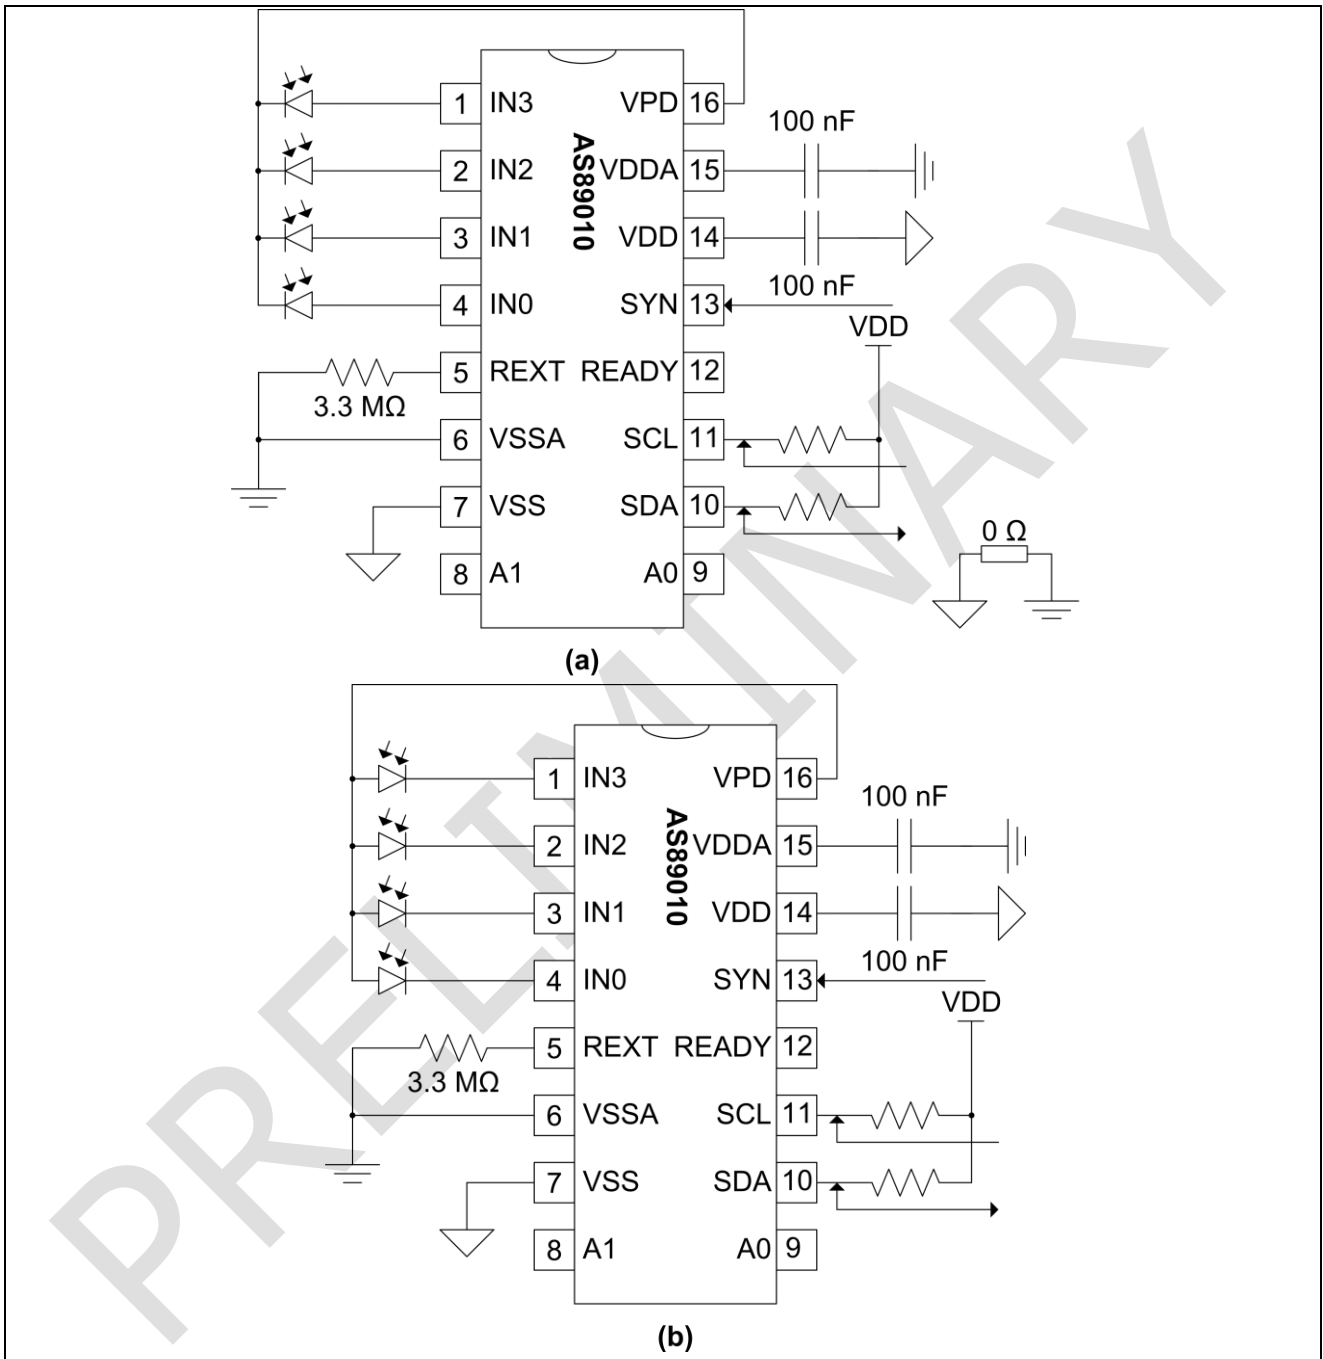 1 IN3 VPD 16
100 nF
2 IN2 VDDA 15
3 IN1 VDD 14
AS89010
100 nF
4 IN0 SYN 13
VDD
5 REXT READY 12
3.3 MΩ
6 VSSA SCL 11
7 VSS SDA 10
0 Ω
8 A1 A0 9
(a)
1 IN3 VPD 16
100 nF
2 IN2 VDDA 15
3 IN1 VDD 14
AS89010
100 nF
4 IN0 SYN 13
VDD
5 REXT READY 12
3.3 MΩ
6 VSSA SCL 11
7 VSS SDA 10
8 A1 A0 9
(b)
PRELIMINARY